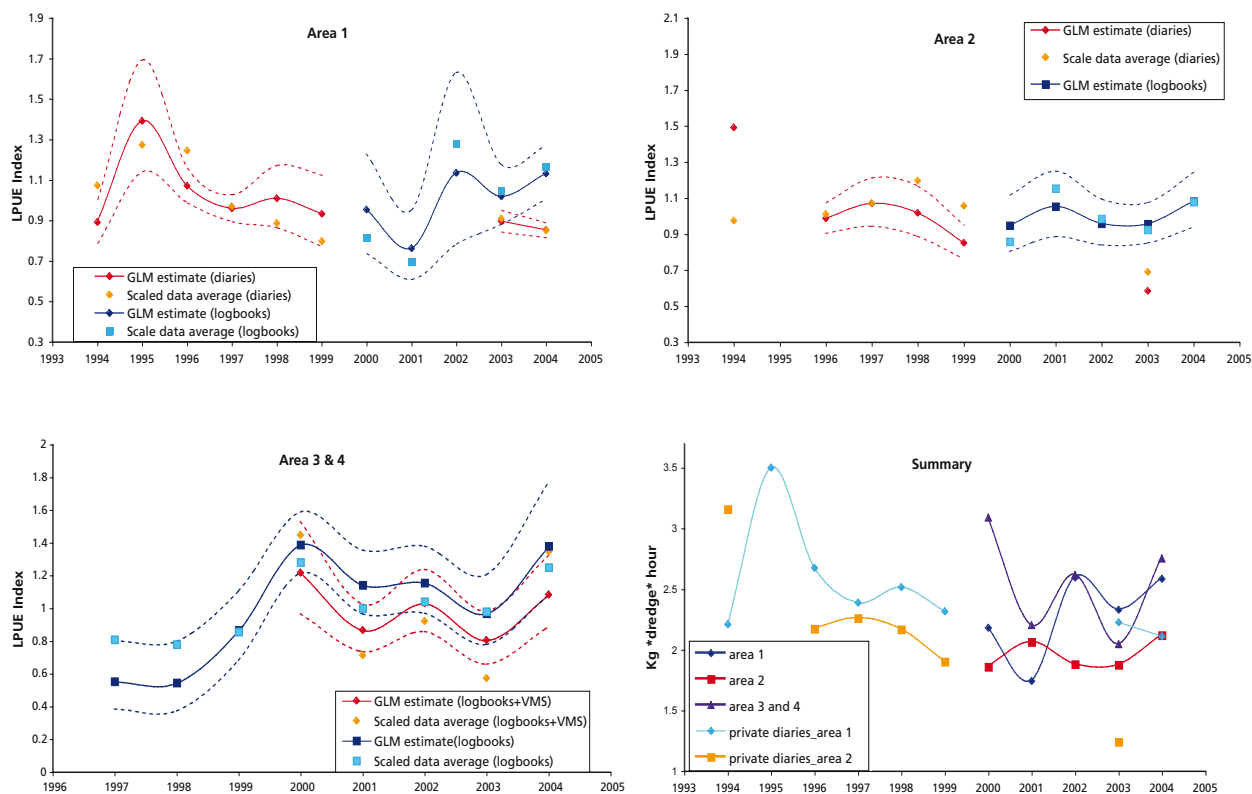 Area 1
LPUE Index
1.9
1.7
1.5
1.3
1.1
0.9
0.7
0.5
0.3
GLM estimate (diaries)
Scaled data average (diaries)
GLM estimate (logbooks)
Scale data average (logbooks)
1993 1994 1995 1996 1997 1998 1999 2000 2001 2002 2003 2004 2005
Area 2
LPUE Index
2.1
1.9
1.7
1.5
1.3
1.1
0.9
0.7
0.5
0.3
GLM estimate (diaries)
Scale data average (diaries)
GLM estimate (logbooks)
1993 1994 1995 1996 1997 1998 1999 2000 2001 2002 2003 2004 2005
Area 3 & 4
LPUE Index
2
1.8
1.6
1.4
1.2
1
0.8
0.6
0.4
0.2
0
GLM estimate (logbooks+VMS)
Scaled data average (logbooks+VMS)
GLM estimate(logbooks)
Scaled data average (logbooks)
1996 1997 1998 1999 2000 2001 2002 2003 2004 2005
Summary
Kg *dredge* hour
3.5
3
2.5
2
1.5
1
area 1
area 2
area 3 and 4
private diaries_area 1
private diaries_area 2
1993 1994 1995 1996 1997 1998 1999 2000 2001 2002 2003 2004 2005